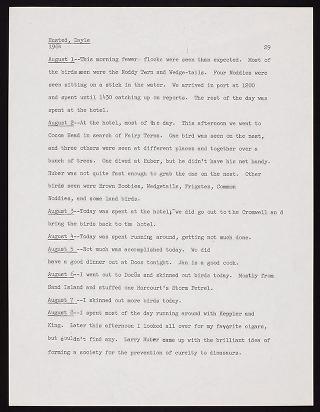 Husted, Dayle
1964
29
August 1--This morning fewer flocks were seen than expected. Most of
the birds seen were the Noddy Tern and Wedge-tails. Four Noddies were
seen sitting on a stick in the water. We arrived in port at 1200
and spent until 1430 catching up on reports. The rest of the day was
spent at the hotel.
August 2--At the hotel, most of the day. This afternoon we went to
Cocoa Head in search of Fairy Terns. One bird was seen on the nest,
and three others were seen at different places and together over a
bunch of trees. One dived at Huber, but he didn't have his net handy.
Huber was not quite fast enough to grab the one on the nest. Other
birds seen were Brown Boobies, Wedgetails, Frigates, Common
Noddies, and some land birds.
August 3--Today was spent at the hotel; we did go out to the Cromwell an d
bring the birds back to the hotel.
August 4--Today was spent running around, getting not much done.
August 5 --Not much was accomplished today. We did
have a good dinner out at Docs tonight. Jan is a good cook.
August 6--I went out to Docs and skinned out birds today. Mostly from
Sand Island and stuffed one Harcourt's Storm Petrel.
August 7 --I skinned out more birds today.
August 8--I spent most of the day running around with Keppler and
King. Later this afternoon I looked all over for my favorite cigars,
but couldn't find any. Larry Huber came up with the brilliant idea of
forming a society for the prevention of curelty to dinosaurs.